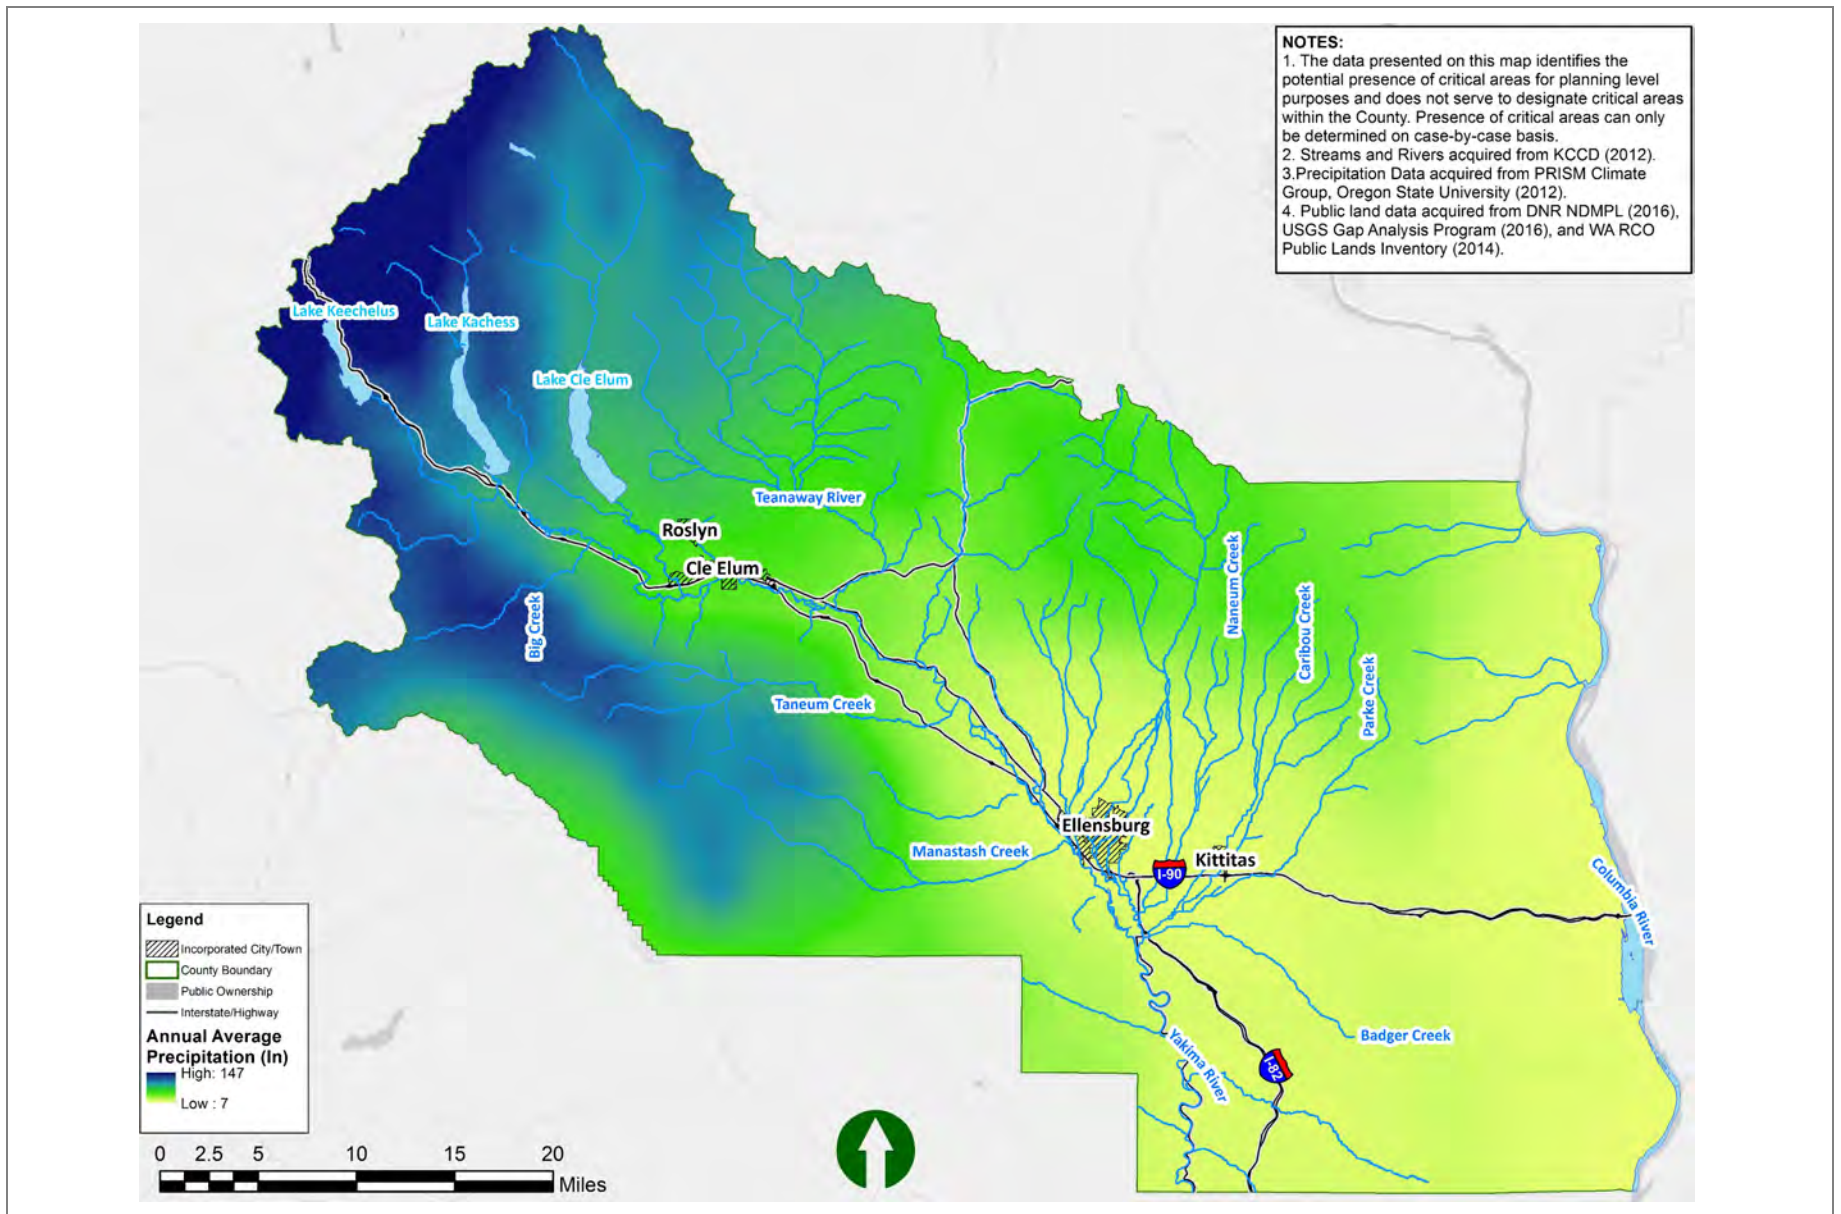 NOTES:
1. The data presented on this map identifies the
potential presence of critical areas for planning level
purposes and does not serve to designate critical areas
within the County. Presence of critical areas can only
be determined on case-by-case basis.
2. Streams and Rivers acquired from KCCD (2012).
3.Precipitation Data acquired from PRISM Climate
Group, Oregon State University (2012).
4. Public land data acquired from DNR NDMPL (2016),
USGS Gap Analysis Program (2016), and WA RCO
Public Lands Inventory (2014).
Lake Keechelus
Lake Kachess
Lake Cle Elum
Teanaway River
Roslyn
Cle Elum
Big Creek
Naneum Creek
Caribou Creek
Parke Creek
Taneum Creek
Ellensburg
Manastash Creek
Kittitas
I-90
Columbia River
Badger Creek
Yakima River
I-82
Legend
Incorporated City/Town
County Boundary
Public Ownership
Interstate/Highway
Annual Average
Precipitation (In)
High: 147
Low : 7
0 2.5 5 10 15 20
Miles